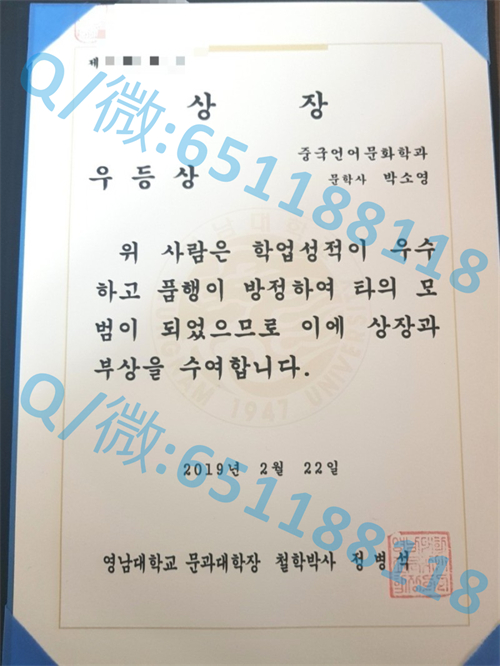 제
상 장
중국언어문화학과
우등상 문학사 박소영
위 사람은 학업성적이 우수
하고 품행이 방정하여 타의 모
범이 되었으므로 이에 상장과
부상을 수여합니다.
1947
2019년 2월 22일
영남대학교 문과대학장 철학박사 정병석
Q/微:651188118
Q/微:651188118